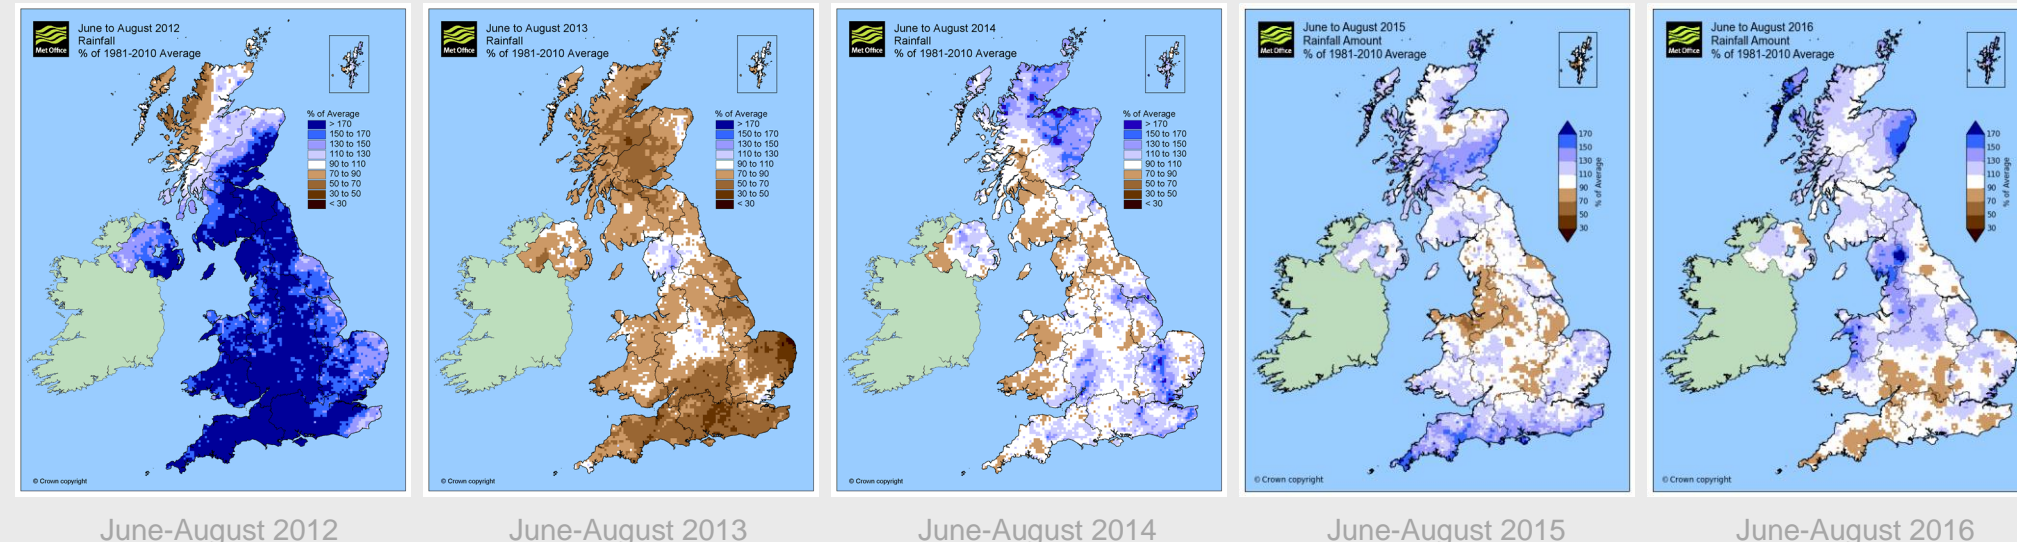 Met Office
June to August 2012
Rainfall
% of 1981-2010 Average
% of Average
> 170
150 to 170
130 to 150
110 to 130
90 to 110
70 to 90
50 to 70
30 to 50
< 30
© Crown copyright
June-August 2012
Met Office
June to August 2013
Rainfall
% of 1981-2010 Average
% of Average
> 170
150 to 170
130 to 150
110 to 130
90 to 110
70 to 90
50 to 70
30 to 50
< 30
© Crown copyright
June-August 2013
Met Office
June to August 2014
Rainfall
% of 1981-2010 Average
% of Average
> 170
150 to 170
130 to 150
110 to 130
90 to 110
70 to 90
50 to 70
30 to 50
< 30
© Crown copyright
June-August 2014
Met Office
June to August 2015
Rainfall Amount
% of 1981-2010 Average
170
150
130
110
90
70
50
30
% of Average
© Crown copyright
June-August 2015
Met Office
June to August 2016
Rainfall Amount
% of 1981-2010 Average
170
150
130
110
90
70
50
30
% of Average
© Crown copyright
June-August 2016